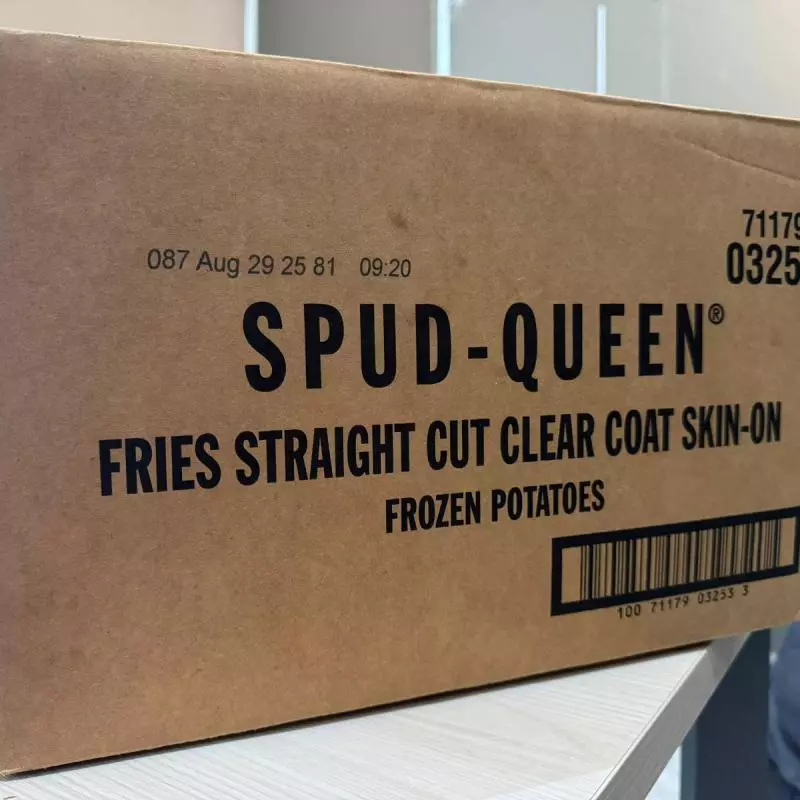 71179
0325
087 Aug 29 25 81 09:20
SPUD-QUEEN®
FRIES STRAIGHT CUT CLEAR COAT SKIN-ON
FROZEN POTATOES
100 71179 03253 3